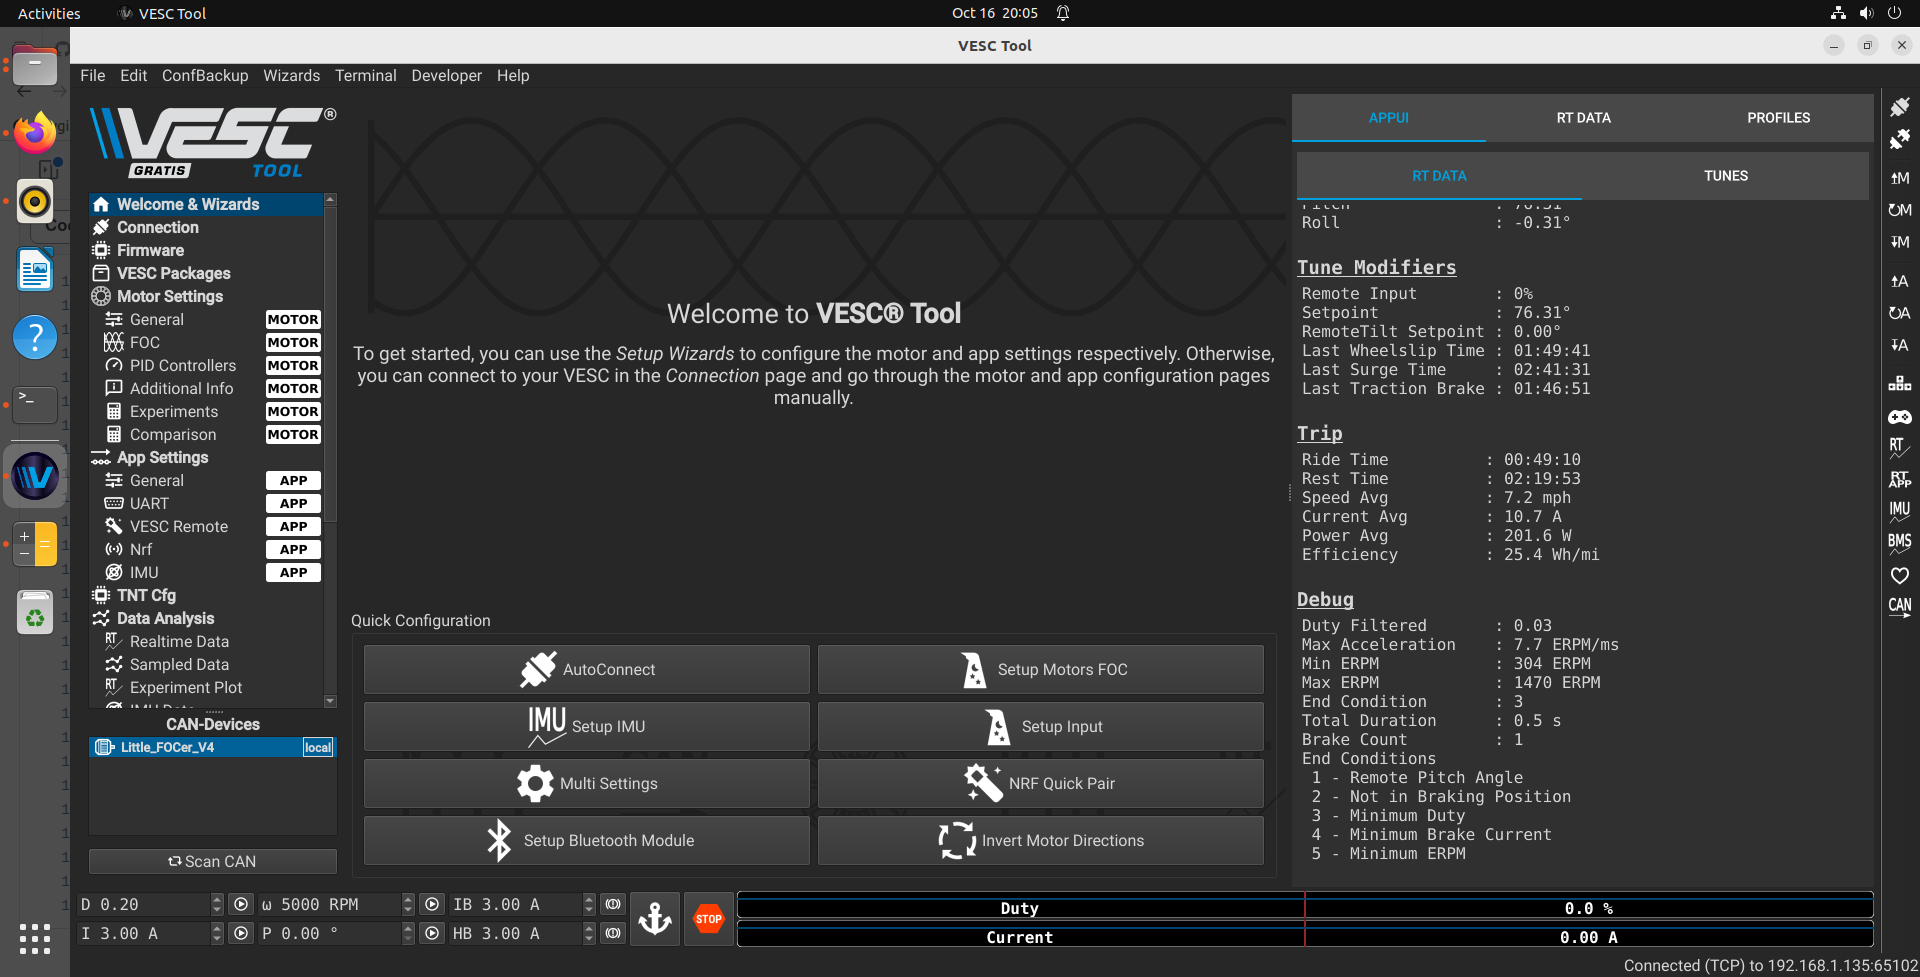 Activities
VESC Tool
Oct 16 20:05
VESC Tool
File Edit ConfBackup Wizards Terminal Developer Help
VESC®
GRATIS TOOL
Welcome & Wizards
Connection
Firmware
VESC Packages
Motor Settings
General MOTOR
FOC MOTOR
PID Controllers MOTOR
Additional Info MOTOR
Experiments MOTOR
Comparison MOTOR
App Settings
General APP
UART APP
VESC Remote APP
Nrf APP
IMU APP
TNT Cfg
Data Analysis
RT Realtime Data
Sampled Data
RT Experiment Plot
CAN-Devices
Little_FOCer_V4 local
Scan CAN
Welcome to VESC® Tool
To get started, you can use the Setup Wizards to configure the motor and app settings respectively. Otherwise,
you can connect to your VESC in the Connection page and go through the motor and app configuration pages
manually.
Quick Configuration
AutoConnect
Setup Motors FOC
IMU Setup IMU
Setup Input
Multi Settings
NRF Quick Pair
Setup Bluetooth Module
Invert Motor Directions
APPUI RT DATA PROFILES
RT DATA TUNES
Roll : -0.31°
Tune Modifiers
Remote Input : 0%
Setpoint : 76.31°
RemoteTilt Setpoint : 0.00°
Last Wheelslip Time : 01:49:41
Last Surge Time : 02:41:31
Last Traction Brake : 01:46:51
Trip
Ride Time : 00:49:10
Rest Time : 02:19:53
Speed Avg : 7.2 mph
Current Avg : 10.7 A
Power Avg : 201.6 W
Efficiency : 25.4 Wh/mi
Debug
Duty Filtered : 0.03
Max Acceleration : 7.7 ERPM/ms
Min ERPM : 304 ERPM
Max ERPM : 1470 ERPM
End Condition : 3
Total Duration : 0.5 s
Brake Count : 1
End Conditions
1 - Remote Pitch Angle
2 - Not in Braking Position
3 - Minimum Duty
4 - Minimum Brake Current
5 - Minimum ERPM
M
M
M
A
A
A
RT
RT APP
IMU
BMS
CAN
D 0.20
ω 5000 RPM
IB 3.00 A
I 3.00 A
P 0.00 °
HB 3.00 A
STOP
Duty 0.0 %
Current 0.00 A
Connected (TCP) to 192.168.1.135:65102